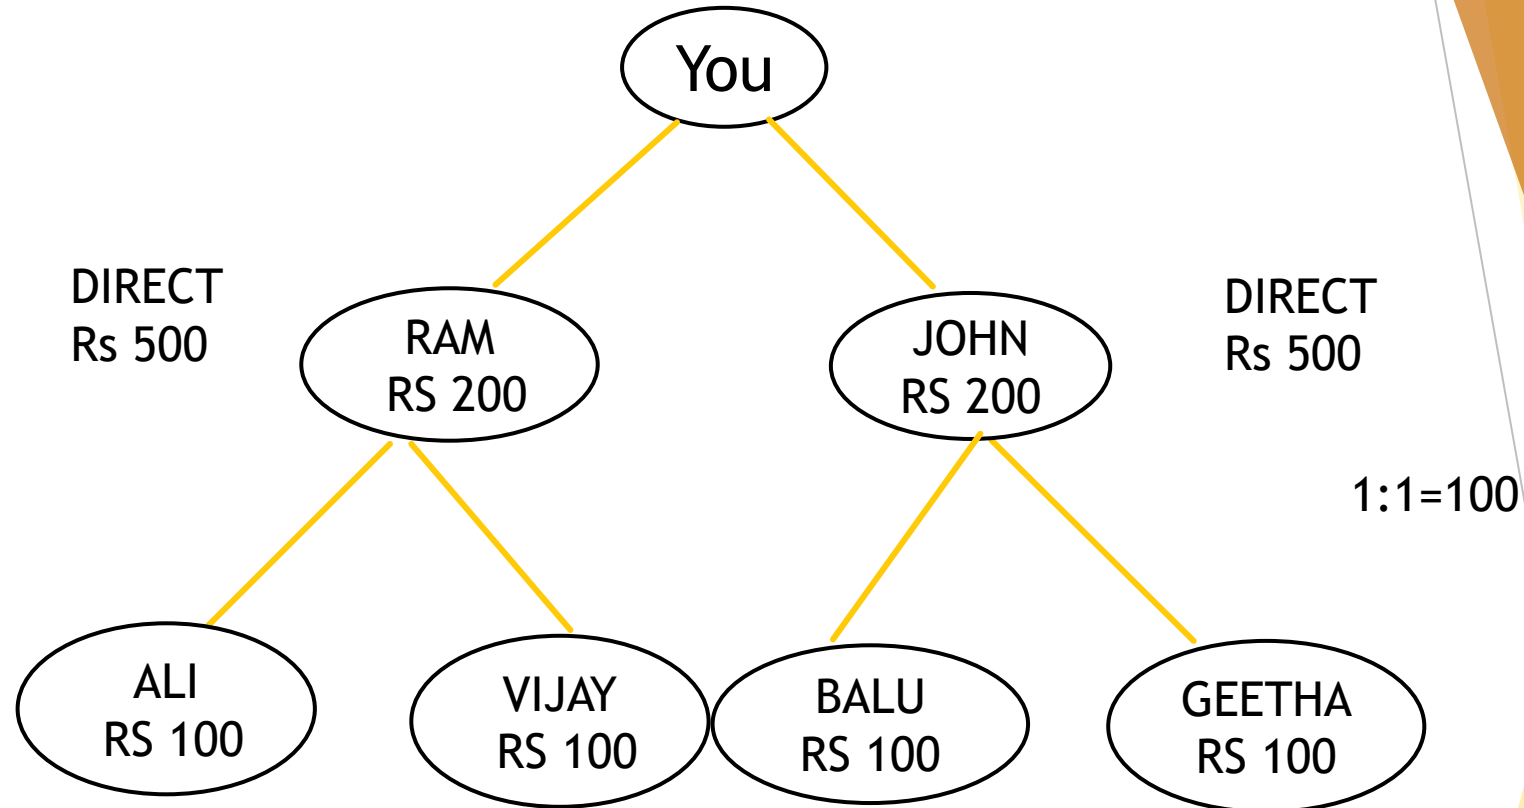 You
DIRECT
Rs 500
RAM
RS 200
JOHN
RS 200
DIRECT
Rs 500
1:1=100
ALI
RS 100
VIJAY
RS 100
BALU
RS 100
GEETHA
RS 100